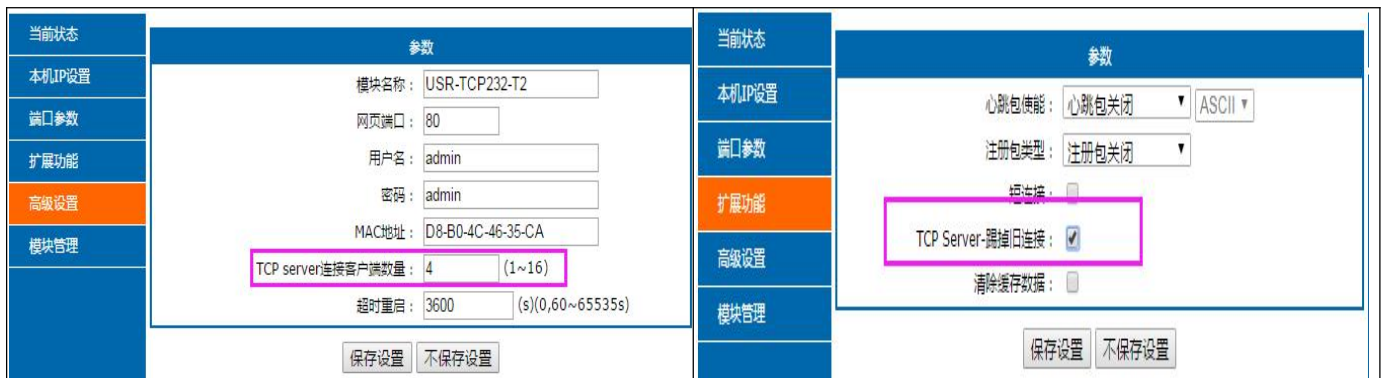 当前状态
本机IP设置
端口参数
扩展功能
高级设置
模块管理
参数
模块名称： USR-TCP232-T2
网页端口： 80
用户名： admin
密码： admin
MAC地址： D8-B0-4C-46-35-CA
TCP server连接客户端数量： 4 (1~16)
超时重启： 3600 (s)(0,60~65535s)
保存设置 不保存设置
当前状态
本机IP设置
端口参数
扩展功能
高级设置
模块管理
参数
心跳包使能： 心跳包关闭 ASCII
注册包类型： 注册包关闭
短连接：
TCP Server-踢掉旧连接：
清除缓存数据：
保存设置 不保存设置